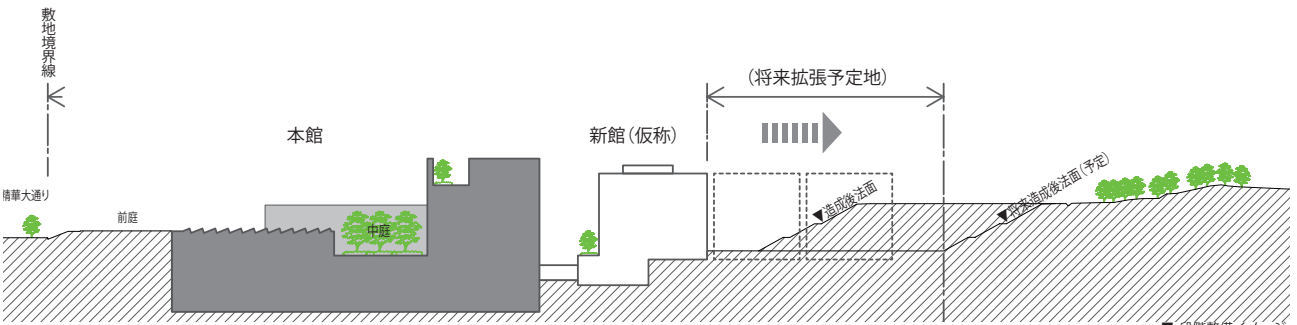 敷地境界線
(将来拡張予定地)
本館
新館(仮称)
精華大通り
前庭
中庭
▼造成後法面
▼将来造成後法面(予定)